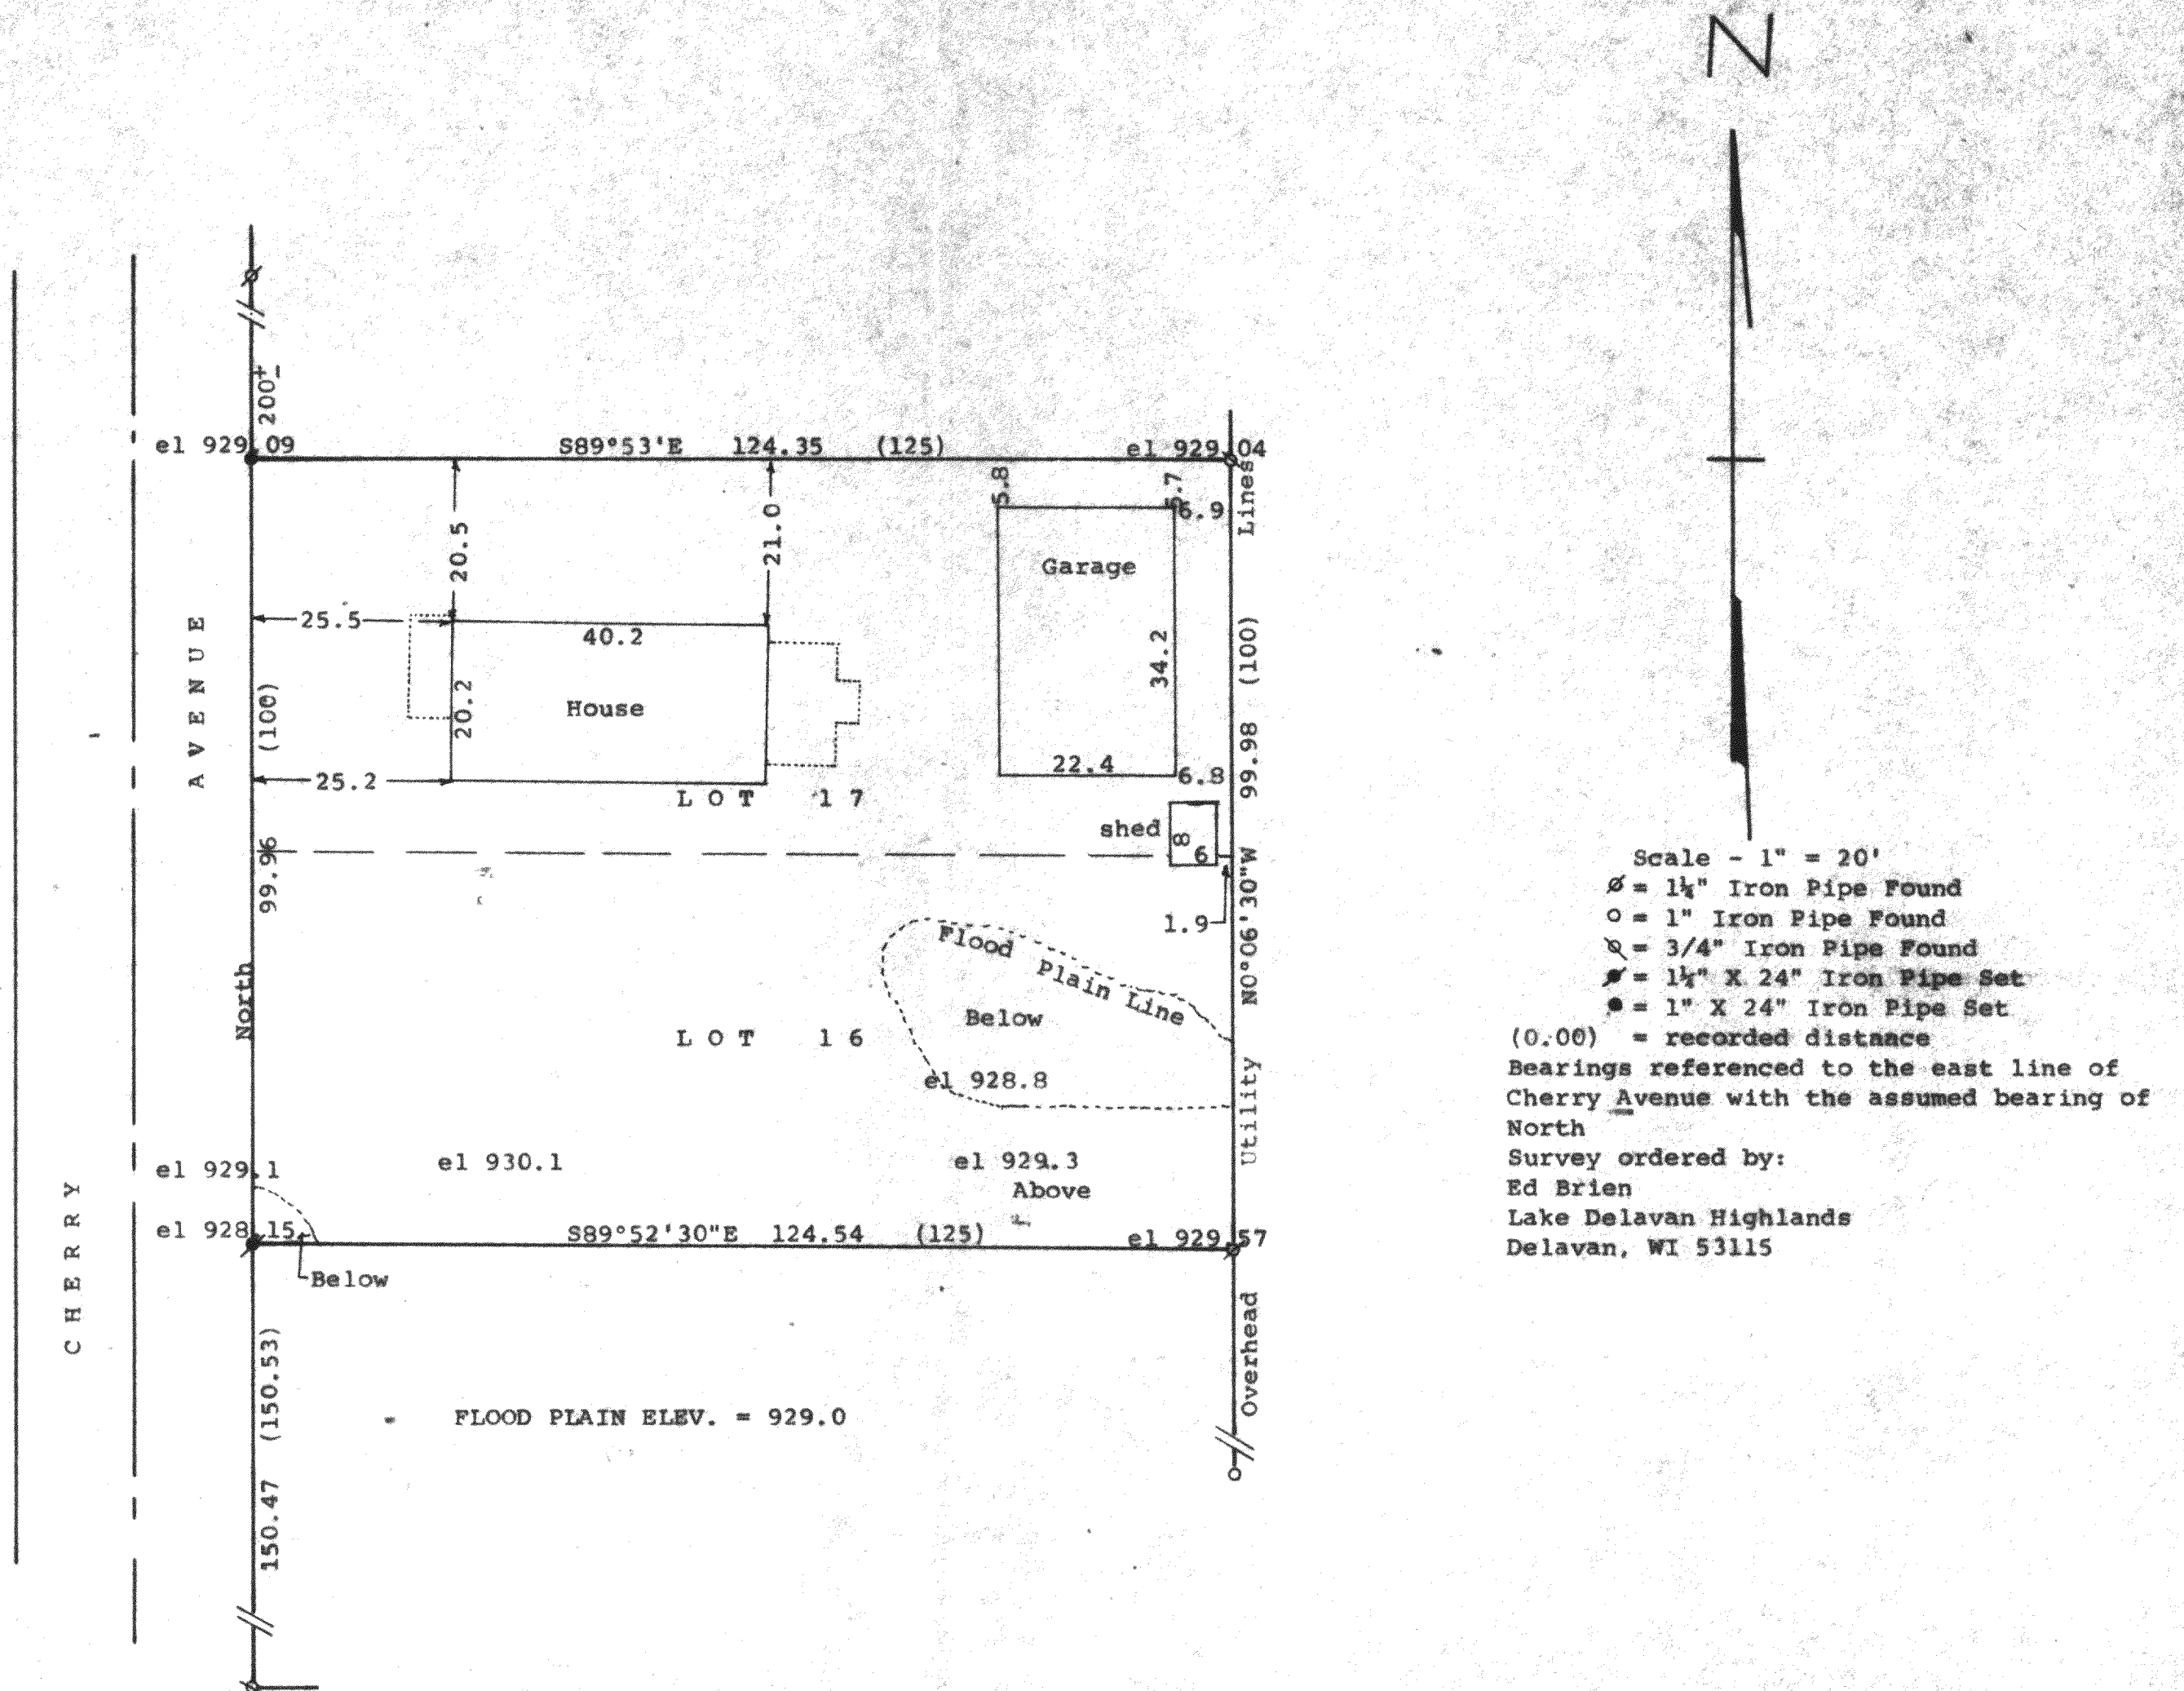 N
200±
el 929.09
S89°53'E 124.35 (125)
el 929.04
5.8
5.7
6.9
Lines
20.5
21.0
Garage
25.5
40.2
34.2
(100)
AVENUE
20.2
House
(100)
22.4
6.8
99.98
25.2
LOT 17
shed
8
6
99.96
1.9
N0°06'30"W
Flood Plain Line
North
Below
LOT 16
el 928.8
Utility
el 929.1
el 930.1
el 929.3
Above
CHERRY
el 928.15
S89°52'30"E 124.54 (125)
el 929.57
Below
Overhead
(150.53)
FLOOD PLAIN ELEV. = 929.0
150.47
Scale - 1" = 20'
= 1¼" Iron Pipe Found
= 1" Iron Pipe Found
= 3/4" Iron Pipe Found
X 24" Iron Pipe Set
= 1" X 24" Iron Pipe Set
(0.00) = recorded distnace
Bearings referenced to the east line of
Cherry Avenue with the assumed bearing of
North
Survey ordered by:
Ed Brien
Lake Delavan Highlands
Delavan, WI 53115